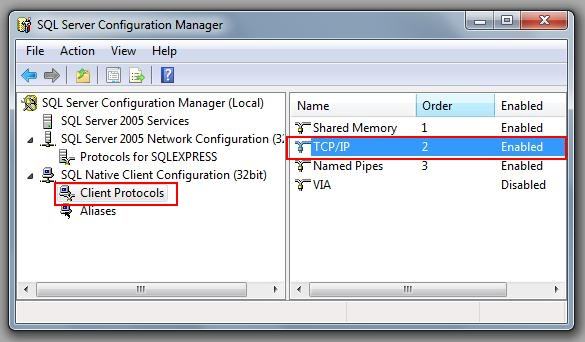 SQL Server Configuration Manager
File Action View Help
SQL Server Configuration Manager (Local)
SQL Server 2005 Services
SQL Server 2005 Network Configuration (32
Protocols for SQLEXPRESS
SQL Native Client Configuration (32bit)
Client Protocols
Aliases
Name Order Enabled
Shared Memory 1 Enabled
TCP/IP 2 Enabled
Named Pipes 3 Enabled
VIA Disabled